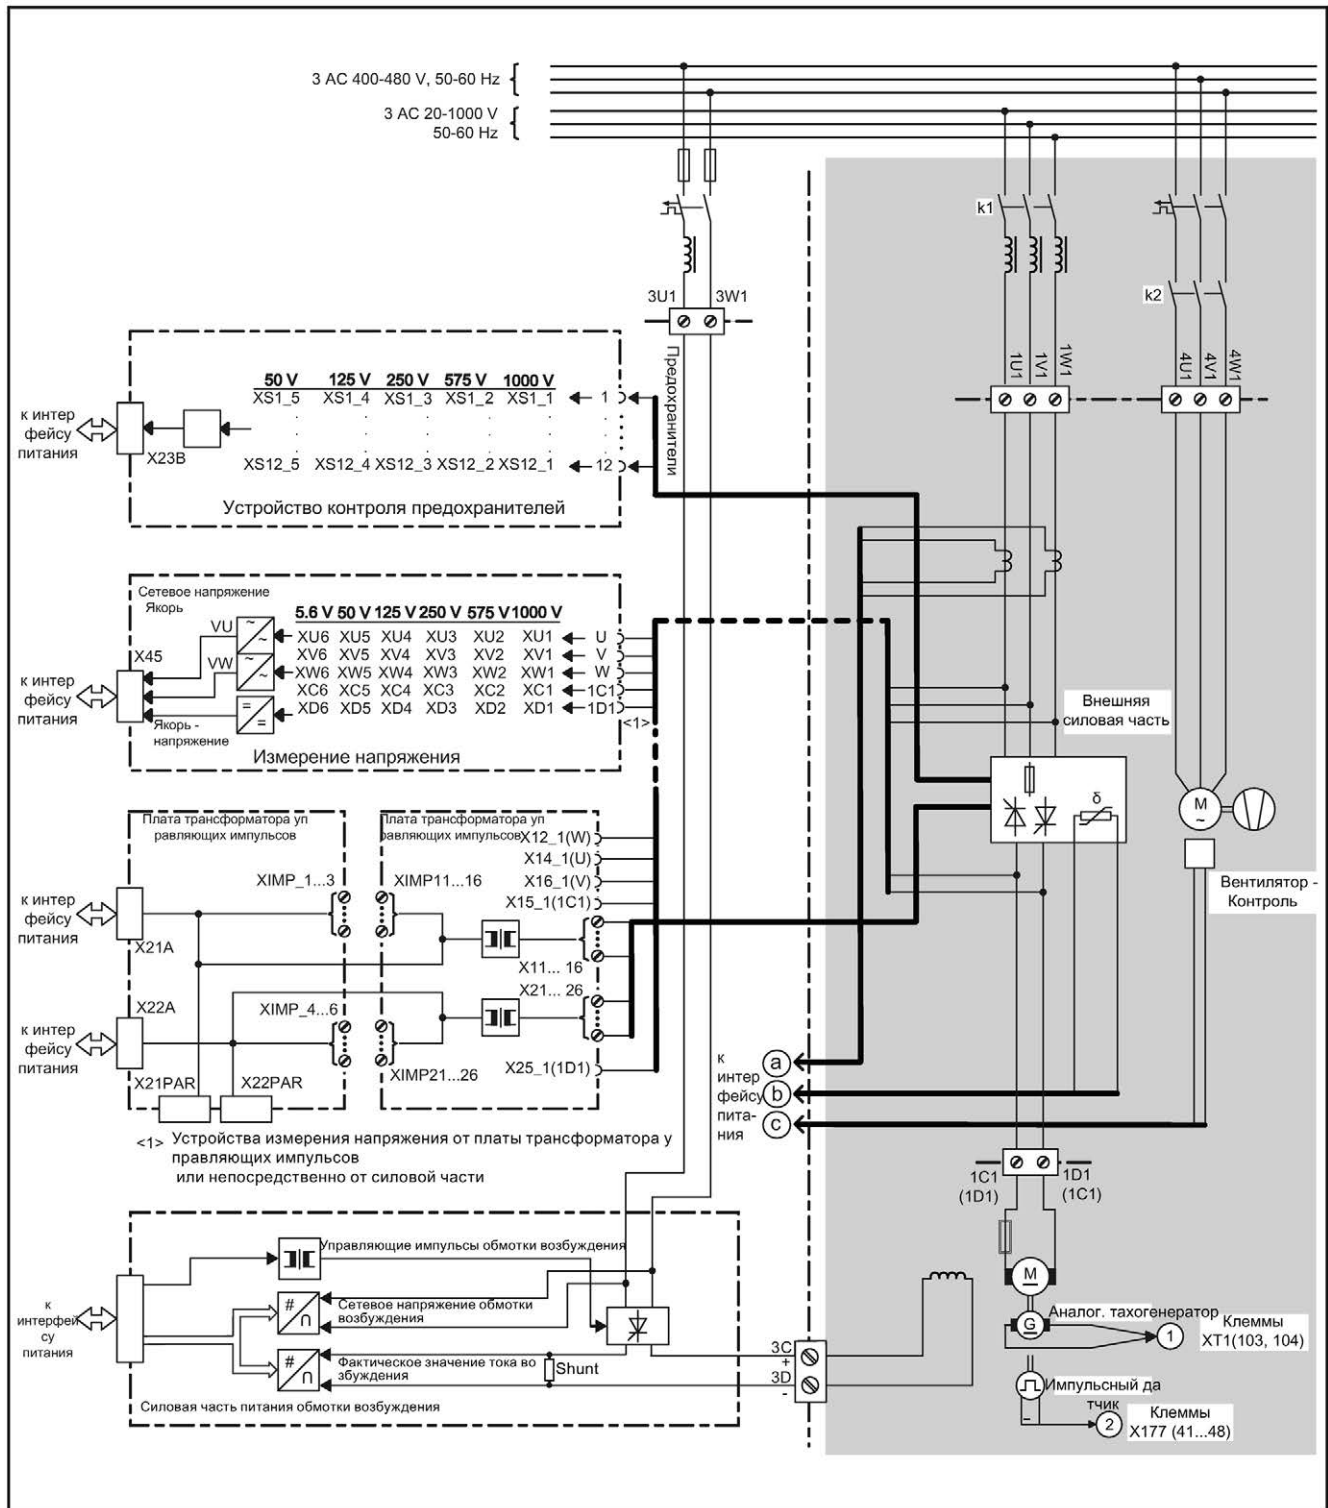 3 AC 400-480 V, 50-60 Hz
3 AC 20-1000 V
50-60 Hz
k1
k2
3U1 3W1
1U1 1V1 1W1
4U1 4V1 4W1
Предохранители
50 V 125 V 250 V 575 V 1000 V
XS1_5 XS1_4 XS1_3 XS1_2 XS1_1 1
XS12_5 XS12_4 XS12_3 XS12_2 XS12_1 12
к интер
фейсу
питания
X23B
Устройство контроля предохранителей
Сетевое напряжение
Якорь
5.6 V 50 V 125 V 250 V 575 V 1000 V
VU
XU6 XU5 XU4 XU3 XU2 XU1 U
XV6 XV5 XV4 XV3 XV2 XV1 V
VW
XW6 XW5 XW4 XW3 XW2 XW1 W
XC6 XC5 XC4 XC3 XC2 XC1 1C1
XD6 XD5 XD4 XD3 XD2 XD1 1D1
X45
к интер
фейсу
питания
Якорь -
напряжение
<1>
Измерение напряжения
Внешняя
силовая часть
δ
M
~
Вентилятор -
Контроль
Плата трансформатора уп
равляющих импульсов
Плата трансформатора уп
равляющих импульсов
X12_1(W)
X14_1(U)
X16_1(V)
X15_1(1C1)
XIMP_1...3
XIMP11...16
к интер
фейсу
питания
X21A
X11... 16
X21... 26
X22A
XIMP_4...6
к интер
фейсу
питания
XIMP21...26
X25_1(1D1)
X21PAR X22PAR
к
интер
фейсу
пита-
ния
a
b
c
<1> Устройства измерения напряжения от платы трансформатора у
правляющих импульсов
или непосредственно от силовой части
1C1
(1D1)
1D1
(1C1)
Управляющие импульсы обмотки возбуждения
#
∩
Сетевое напряжение обмотки
возбуждения
к
интерфей
су
питания
#
∩
Фактическое значение тока во
збуждения
Shunt
Силовая часть питания обмотки возбуждения
3C
+
3D
-
M
G
Аналог. тахогенератор
1
Клеммы
XT1(103, 104)
Импульсный да
тчик
2
Клеммы
X177 (41...48)